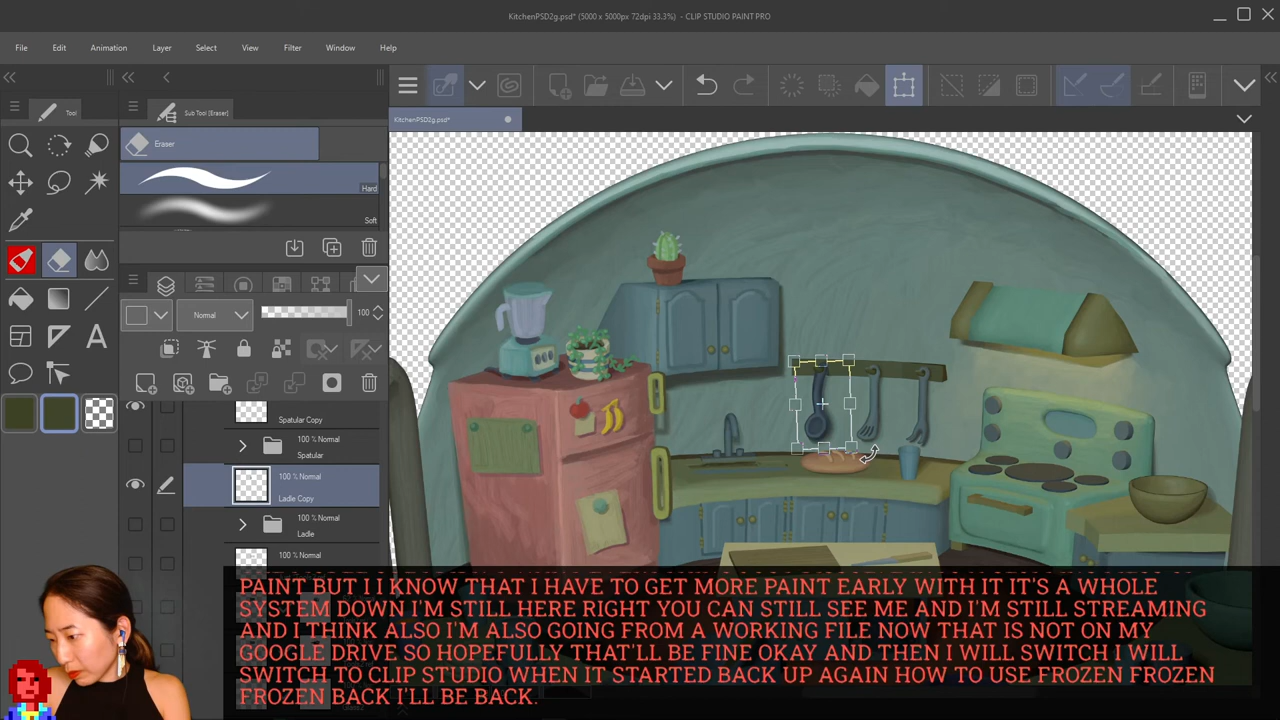 KitchenPSD2g.psd* (5000 x 5000px 72dpi 33.3%) - CLIP STUDIO PAINT PRO
File Edit Animation Layer Select View Filter Window Help
Tool
Sub Tool [Eraser]
KitchenPSD2g.psd*
Eraser
Hard
Soft
Normal
100
Spatular Copy
100 % Normal
Spatular
100 % Normal
Ladle Copy
100 % Normal
Ladle
100 % Normal
PAINT BUT I I KNOW THAT I HAVE TO GET MORE PAINT EARLY WITH IT IT'S A WHOLE
SYSTEM DOWN I'M STILL HERE RIGHT YOU CAN STILL SEE ME AND I'M STILL STREAMING
AND I THINK ALSO I'M ALSO GOING FROM A WORKING FILE NOW THAT IS NOT ON MY
GOOGLE DRIVE SO HOPEFULLY THAT'LL BE FINE OKAY AND THEN I WILL SWITCH I WILL
SWITCH TO CLIP STUDIO WHEN IT STARTED BACK UP AGAIN HOW TO USE FROZEN FROZEN
FROZEN BACK I'LL BE BACK.